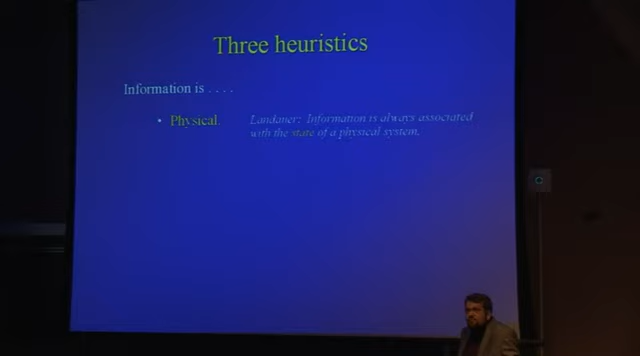 Three heuristics
Information is . . . .
• Physical. Landauer: Information is always associated
with the state of a physical system.